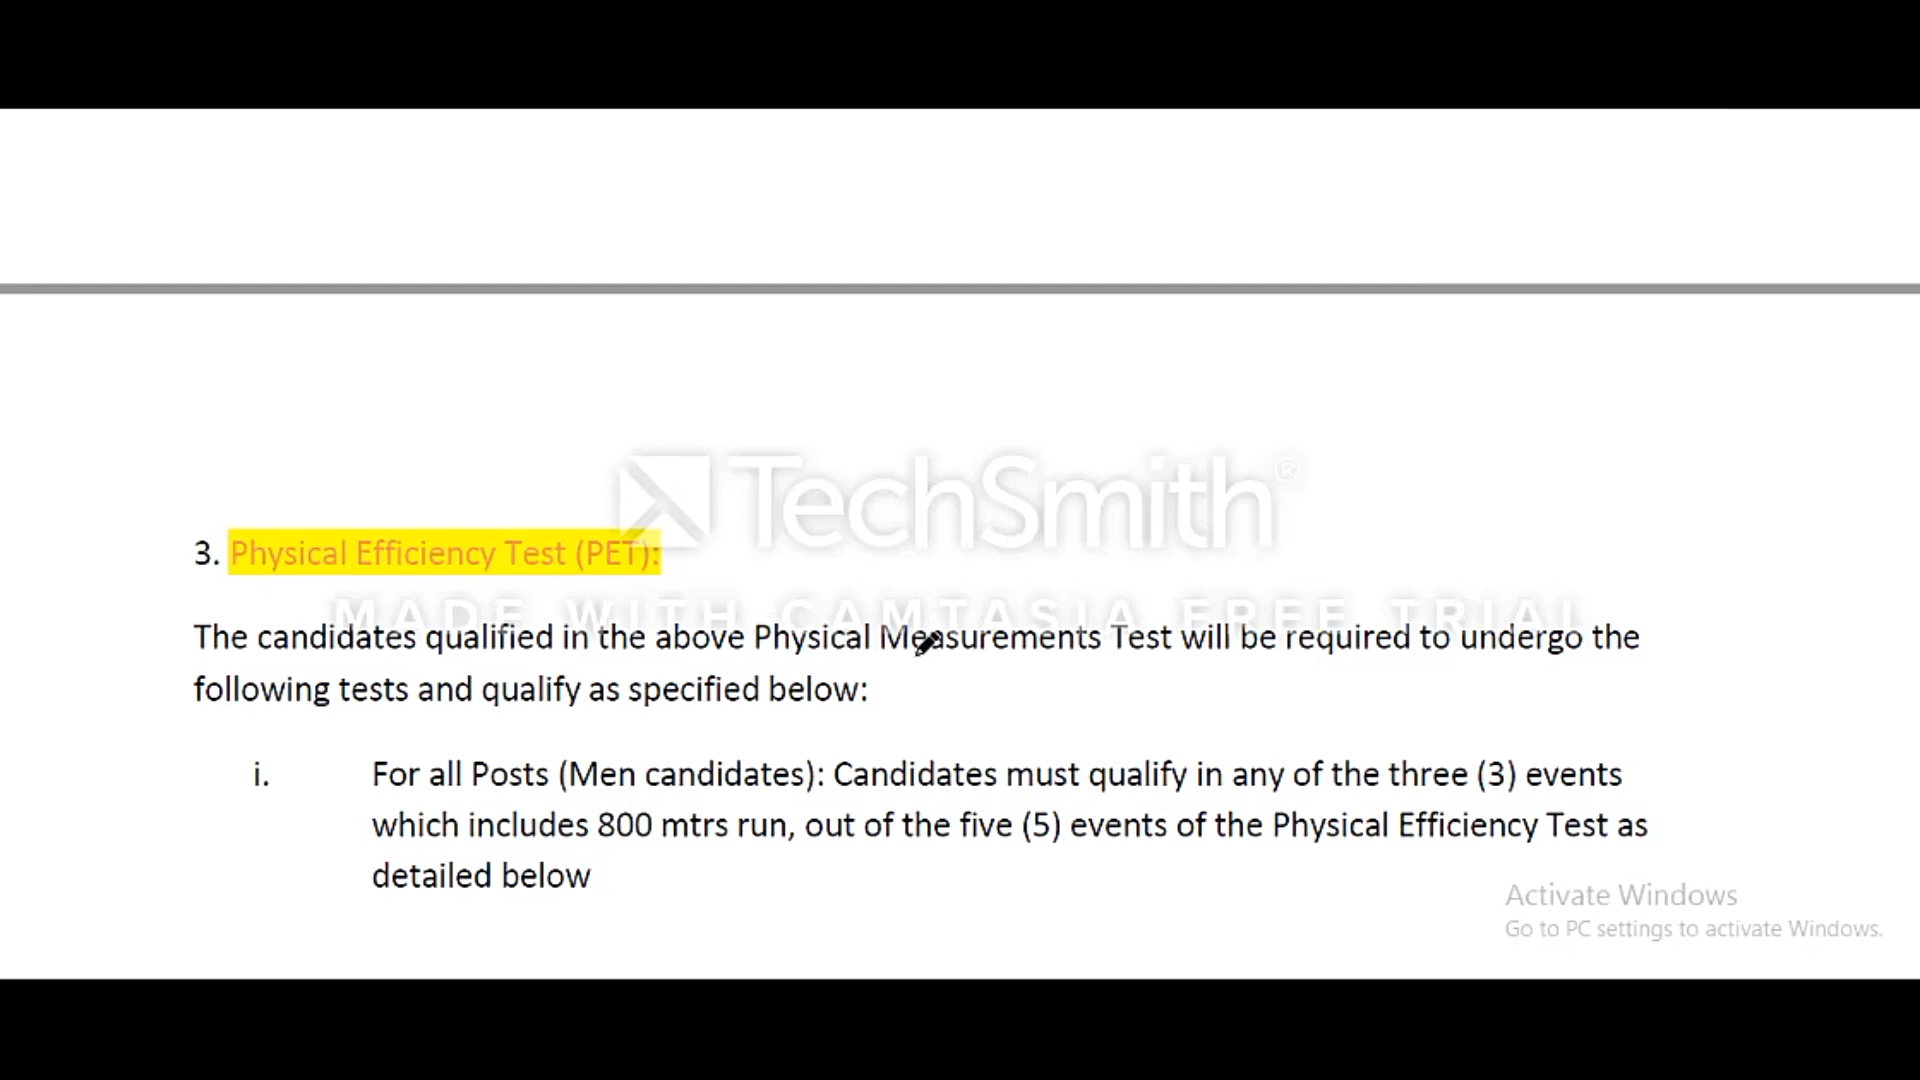 TechSmith®
3. Physical Efficiency Test (PET):
MADE WITH CAMTASIA FREE TRIAL
The candidates qualified in the above Physical Measurements Test will be required to undergo the
following tests and qualify as specified below:
i. For all Posts (Men candidates): Candidates must qualify in any of the three (3) events
which includes 800 mtrs run, out of the five (5) events of the Physical Efficiency Test as
detailed below
Activate Windows
Go to PC settings to activate Windows.